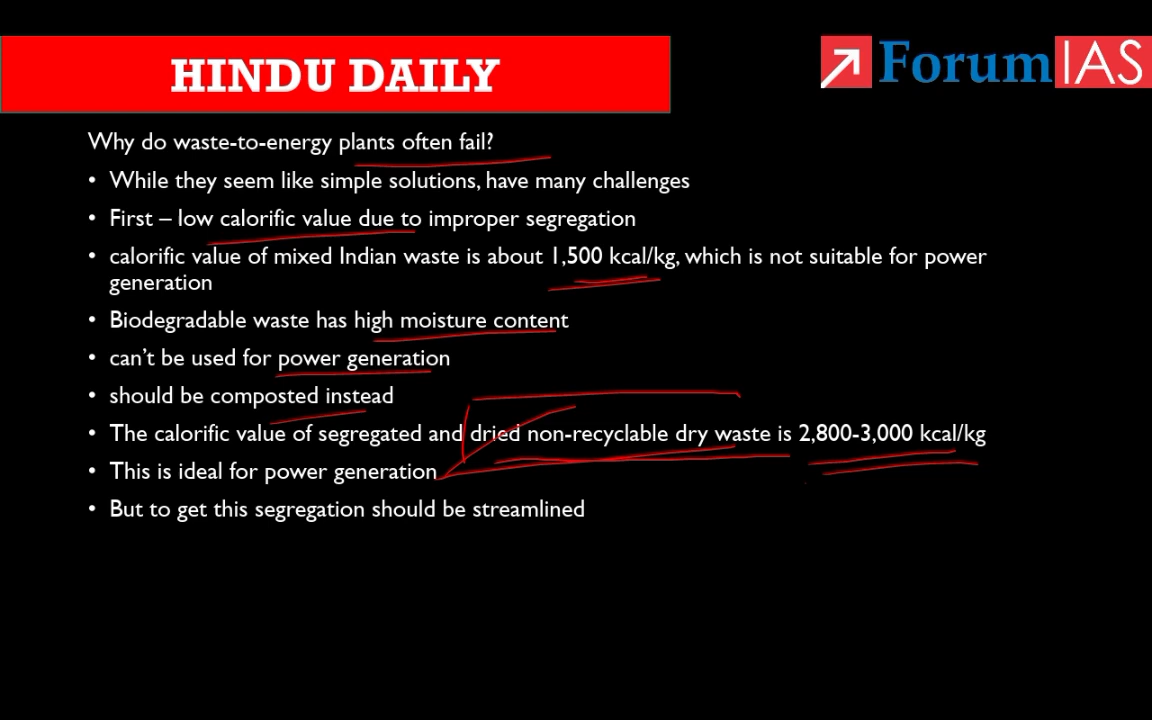 HINDU DAILY
ForumIAS
Why do waste-to-energy plants often fail?
• While they seem like simple solutions, have many challenges
• First – low calorific value due to improper segregation
• calorific value of mixed Indian waste is about 1,500 kcal/kg, which is not suitable for power
generation
• Biodegradable waste has high moisture content
• can't be used for power generation
• should be composted instead
• The calorific value of segregated and dried non-recyclable dry waste is 2,800-3,000 kcal/kg
• This is ideal for power generation
• But to get this segregation should be streamlined